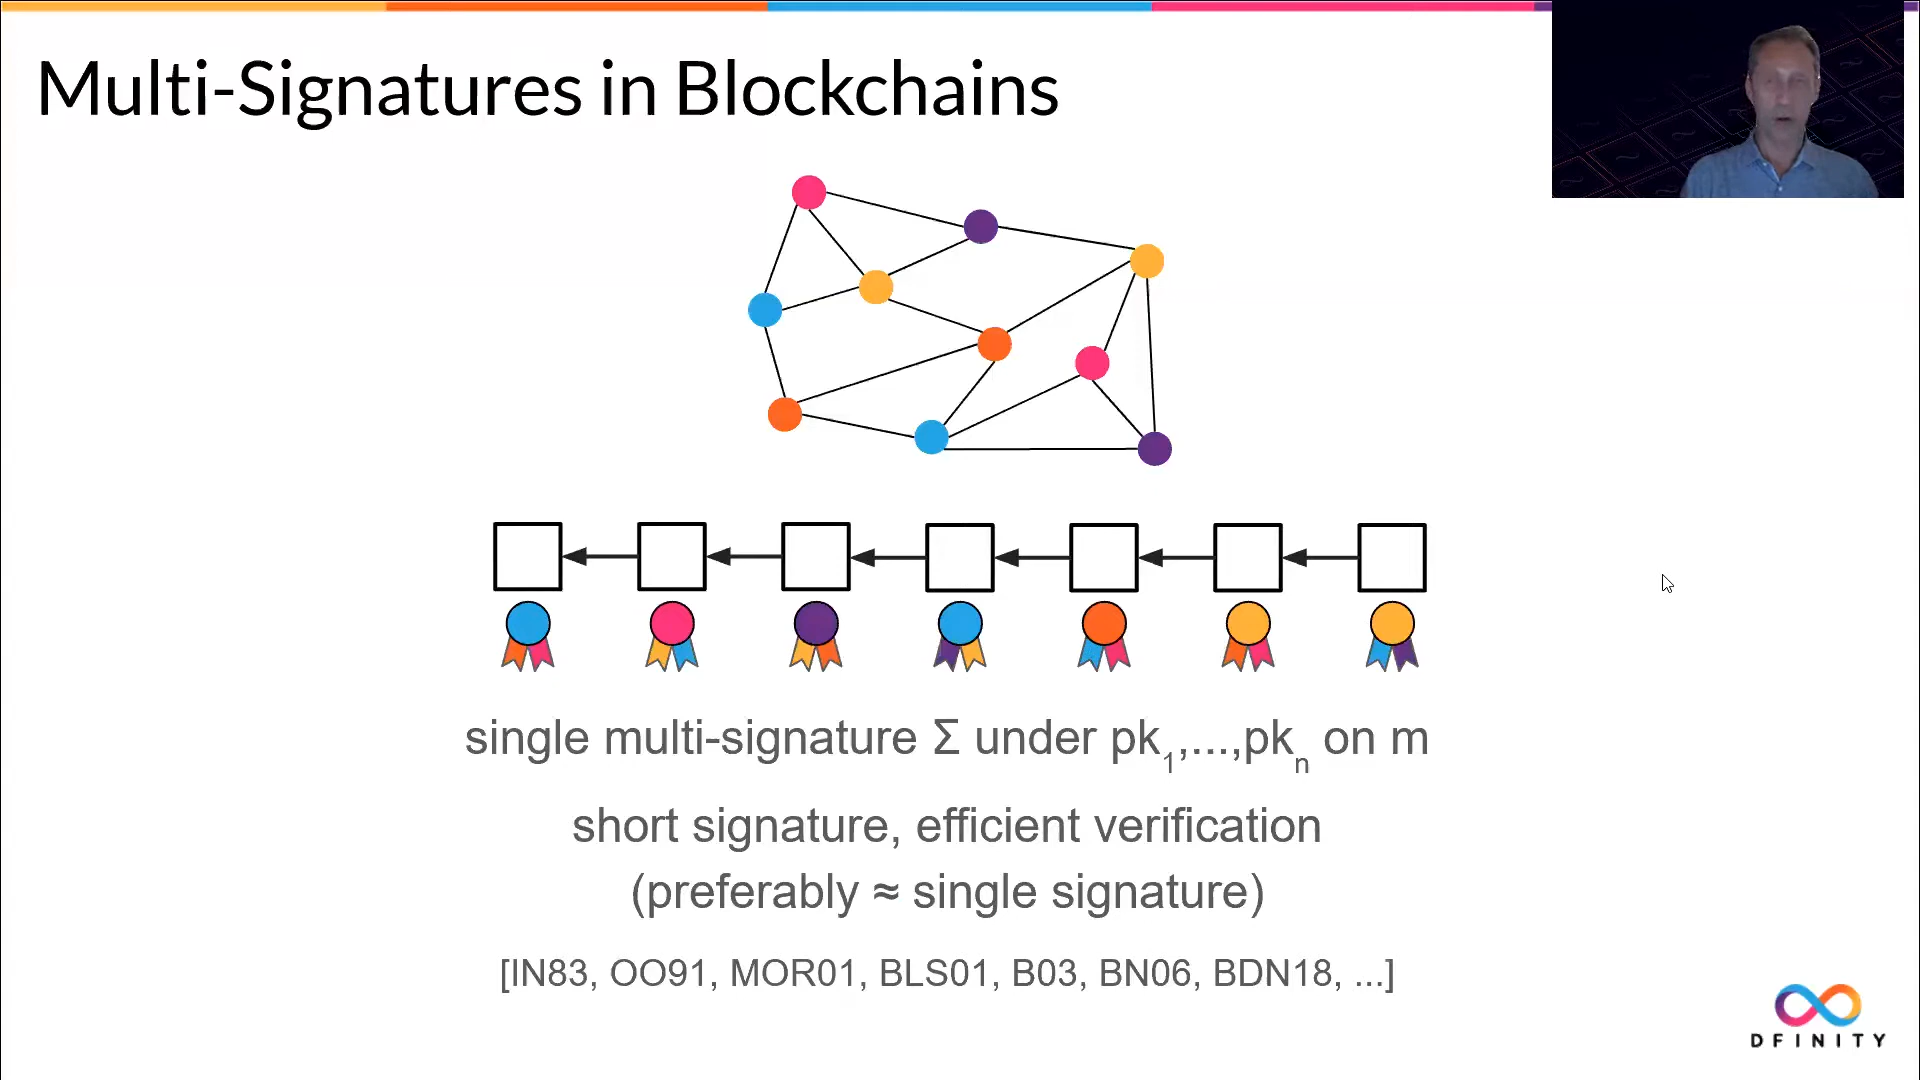 Multi-Signatures in Blockchains
single multi-signature Σ under pk₁,...,pkₙ on m
short signature, efficient verification
(preferably ≈ single signature)
[IN83, OO91, MOR01, BLS01, B03, BN06, BDN18, ...]
DFINITY